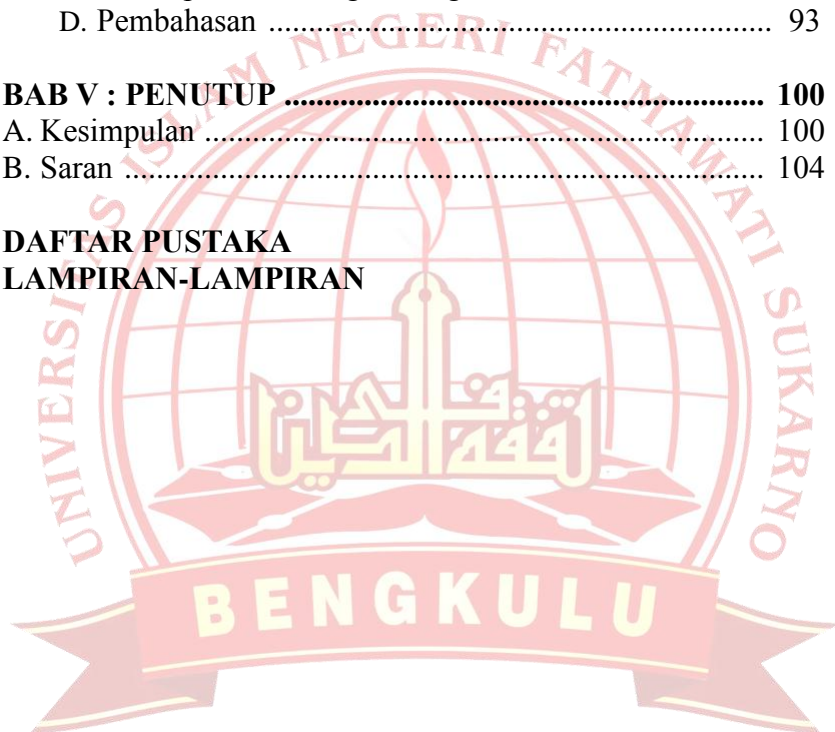 D. Pembahasan ................................................................ 93
BAB V : PENUTUP ............................................................. 100
A. Kesimpulan ....................................................................... 100
B. Saran ................................................................................. 104
DAFTAR PUSTAKA
LAMPIRAN-LAMPIRAN
UNIVERSITAS ISLAM NEGERI FATMAWATI SUKARNO
BENGKULU